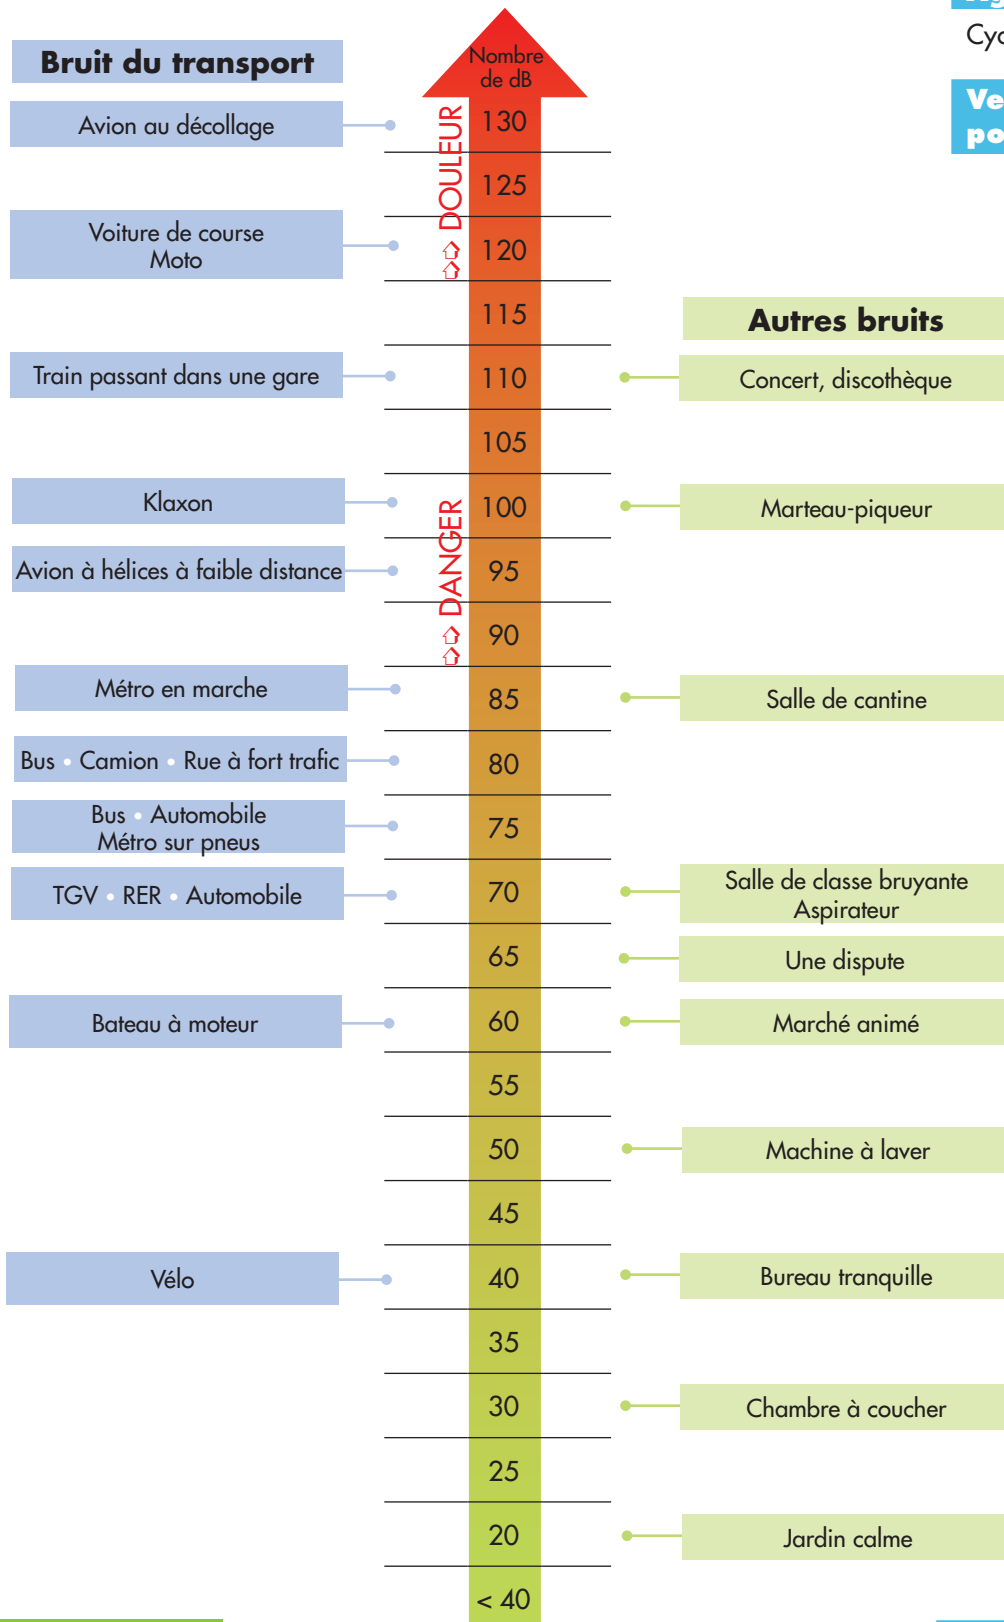 Nombre
de dB
Bruit du transport
Avion au décollage
Voiture de course
Moto
Train passant dans une gare
Klaxon
Avion à hélices à faible distance
Métro en marche
Bus • Camion • Rue à fort trafic
Bus • Automobile
Métro sur pneus
TGV • RER • Automobile
Bateau à moteur
Vélo
DOULEUR
DANGER
130
125
120
115
110
105
100
95
90
85
80
75
70
65
60
55
50
45
40
35
30
25
20
< 40
Autres bruits
Concert, discothèque
Marteau-piqueur
Salle de cantine
Salle de classe bruyante
Aspirateur
Une dispute
Marché animé
Machine à laver
Bureau tranquille
Chambre à coucher
Jardin calme